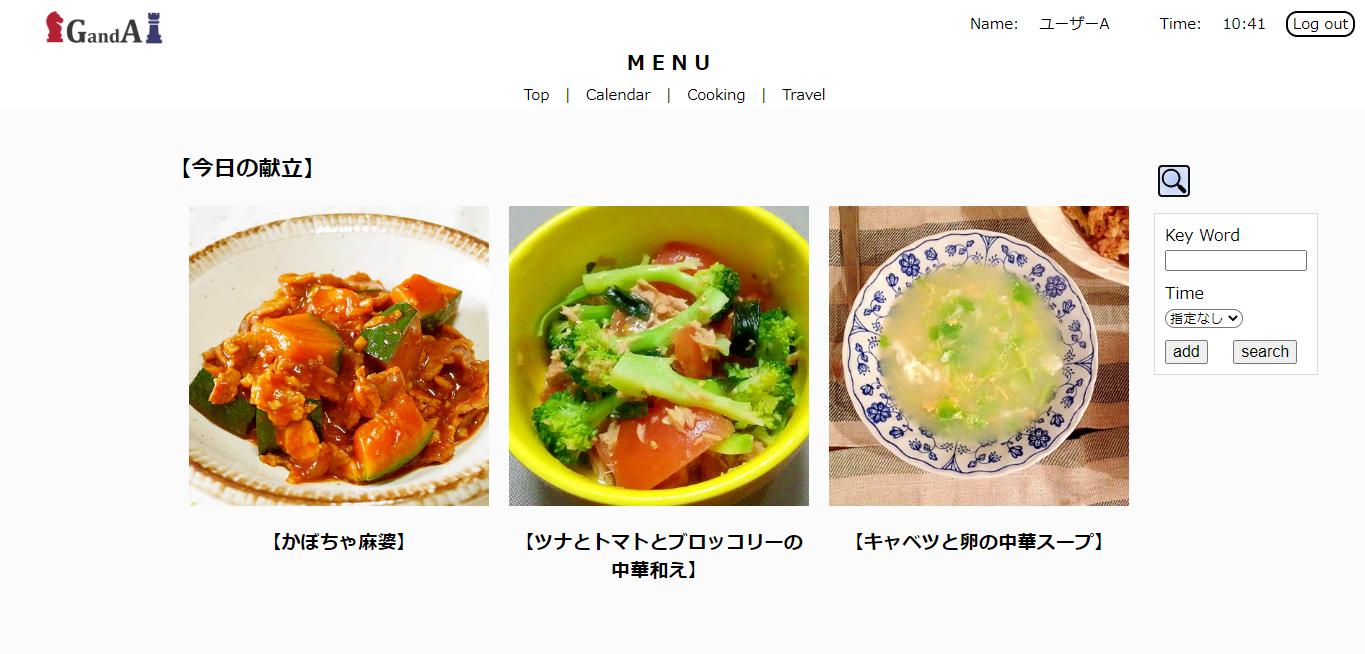 GandA
Name: ユーザーA Time: 10:41 Log out
MENU
Top | Calendar | Cooking | Travel
【今日の献立】
Key Word
Time
指定なし
add search
【かぼちゃ麻婆】
【ツナとトマトとブロッコリーの
中華和え】
【キャベツと卵の中華スープ】